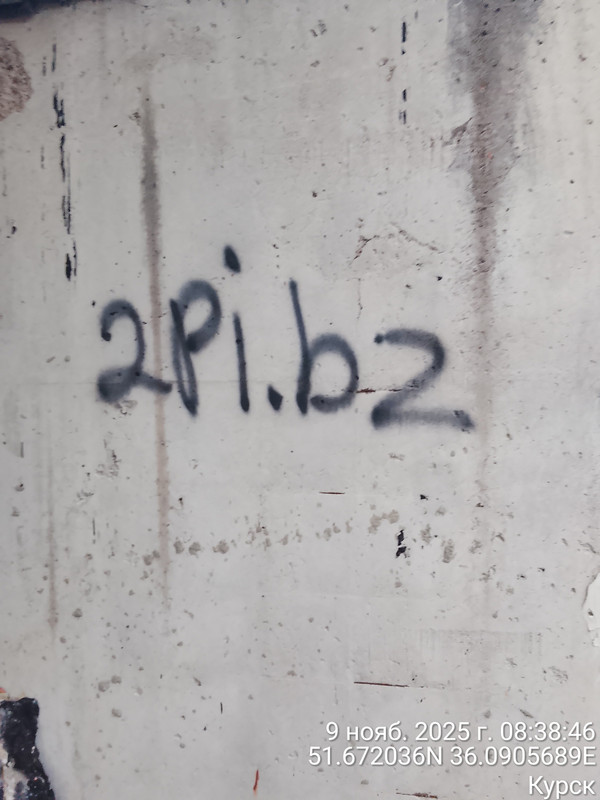 2Pi.bz
9 нояб. 2025 г. 08:38:46
51.672036N 36.0905689E
Курск